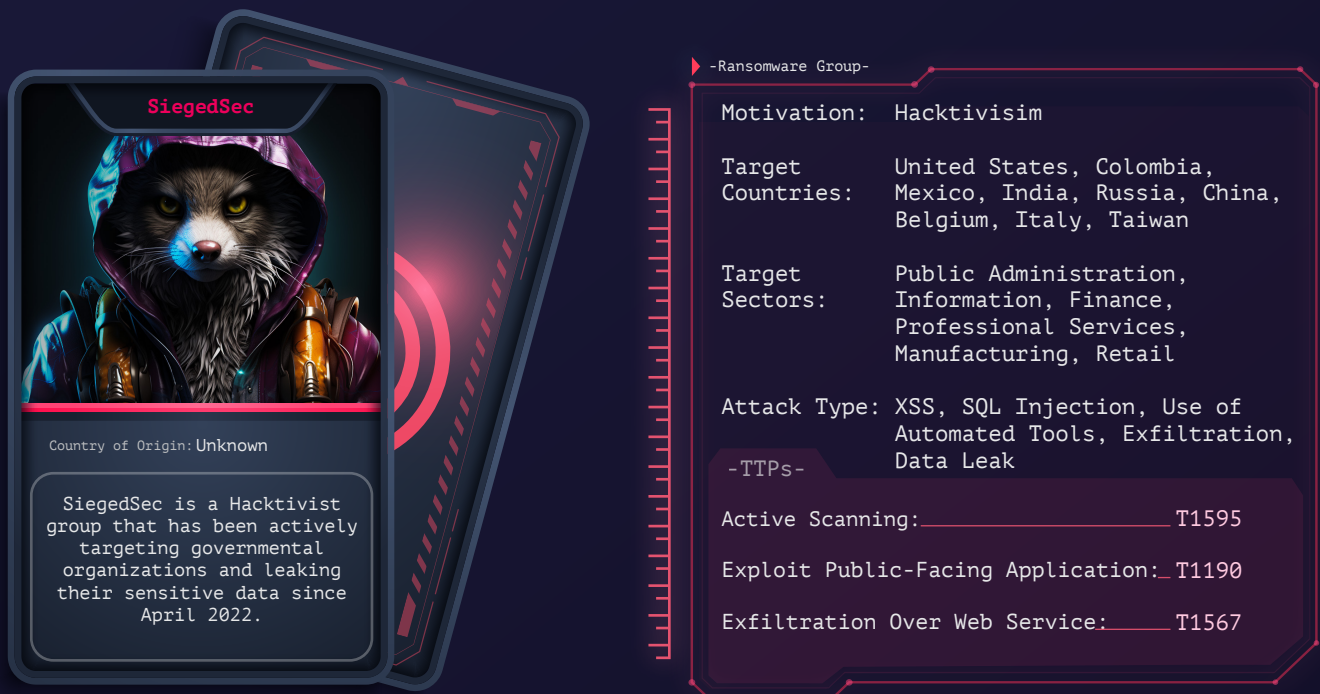 SiegedSec
Country of Origin: Unknown
SiegedSec is a Hacktivist
group that has been actively
targeting governmental
organizations and leaking
their sensitive data since
April 2022.
-Ransomware Group-
Motivation: Hacktivisim
Target Countries: United States, Colombia,
Mexico, India, Russia, China,
Belgium, Italy, Taiwan
Target Sectors: Public Administration,
Information, Finance,
Professional Services,
Manufacturing, Retail
Attack Type: XSS, SQL Injection, Use of
Automated Tools, Exfiltration,
Data Leak
-TTPs-
Active Scanning: T1595
Exploit Public-Facing Application: T1190
Exfiltration Over Web Service: T1567